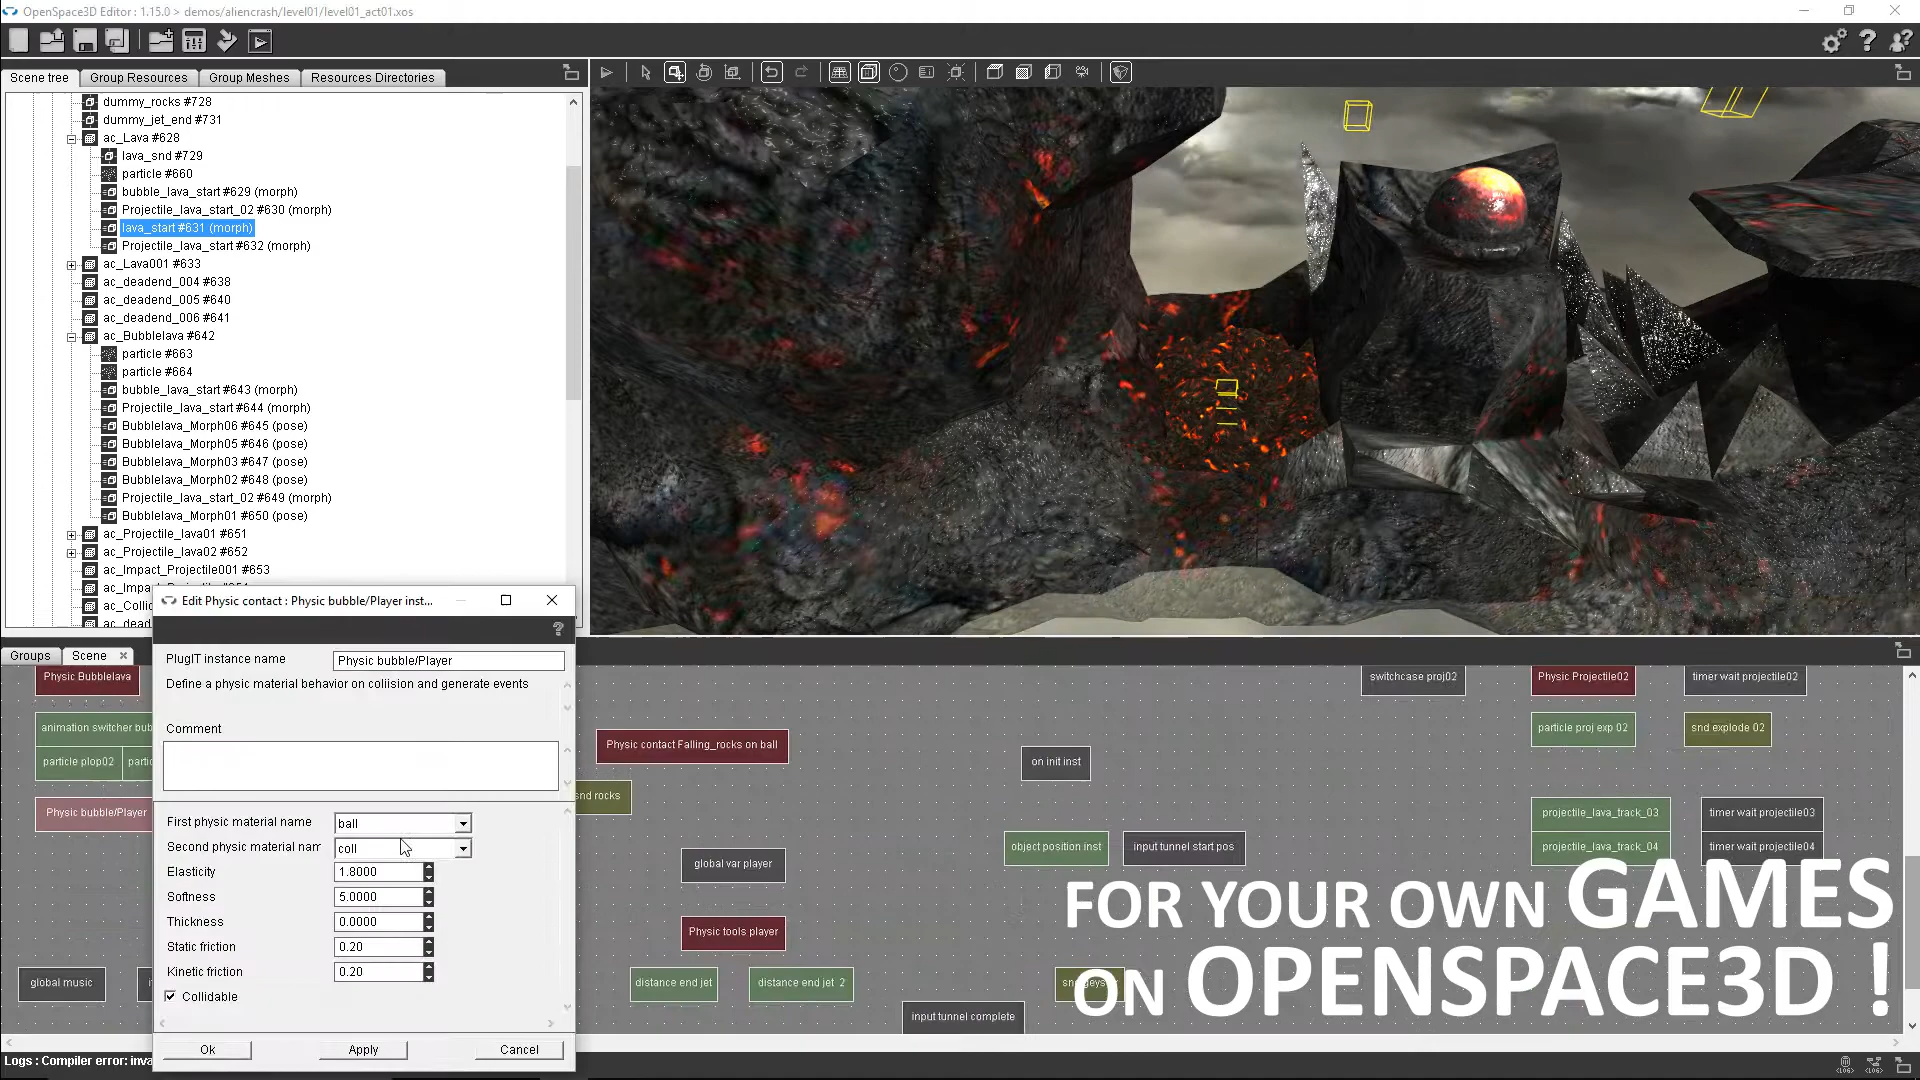 OpenSpace3D Editor : 1.15.0 > demos/aliencrash/level01/level01_act01.xos
Scene tree
Group Resources
Group Meshes
Resources Directories
dummy_rocks #728
dummy_jet_end #731
ac_Lava #628
lava_snd #729
particle #660
bubble_lava_start #629 (morph)
Projectile_lava_start_02 #630 (morph)
lava_start #631 (morph)
Projectile_lava_start #632 (morph)
ac_Lava001 #633
ac_deadend_004 #638
ac_deadend_005 #640
ac_deadend_006 #641
ac_Bubblelava #642
particle #663
particle #664
bubble_lava_start #643 (morph)
Projectile_lava_start #644 (morph)
Bubblelava_Morph06 #645 (pose)
Bubblelava_Morph05 #646 (pose)
Bubblelava_Morph03 #647 (pose)
Bubblelava_Morph02 #648 (pose)
Projectile_lava_start_02 #649 (morph)
Bubblelava_Morph01 #650 (pose)
ac_Projectile_lava01 #651
ac_Projectile_lava02 #652
ac_Impact_Projectile001 #653
ac_Impa
ac_Collic
ac_dead
Edit Physic contact : Physic bubble/Player inst...
PlugIT instance name
Physic bubble/Player
Define a physic material behavior on coliision and generate events
Comment
First physic material name
ball
Second physic material nam
coll
Elasticity
1.8000
Softness
5.0000
Thickness
0.0000
Static friction
0.20
Kinetic friction
0.20
Collidable
Ok
Apply
Cancel
Groups
Scene
Physic Bubblelava
animation switcher bub
particle plop02
partic
Physic bubble/Player
global music
Physic contact Falling_rocks on ball
snd rocks
global var player
Physic tools player
distance end jet
distance end jet 2
on init inst
object position inst
input tunnel start pos
input tunnel complete
switchcase proj02
Physic Projectile02
timer wait projectile02
particle proj exp 02
snd explode 02
projectile_lava_track_03
timer wait projectile03
projectile_lava_track_04
timer wait projectile04
FOR YOUR OWN GAMES
ON OPENSPACE3D !
Logs : Compiler error: inva